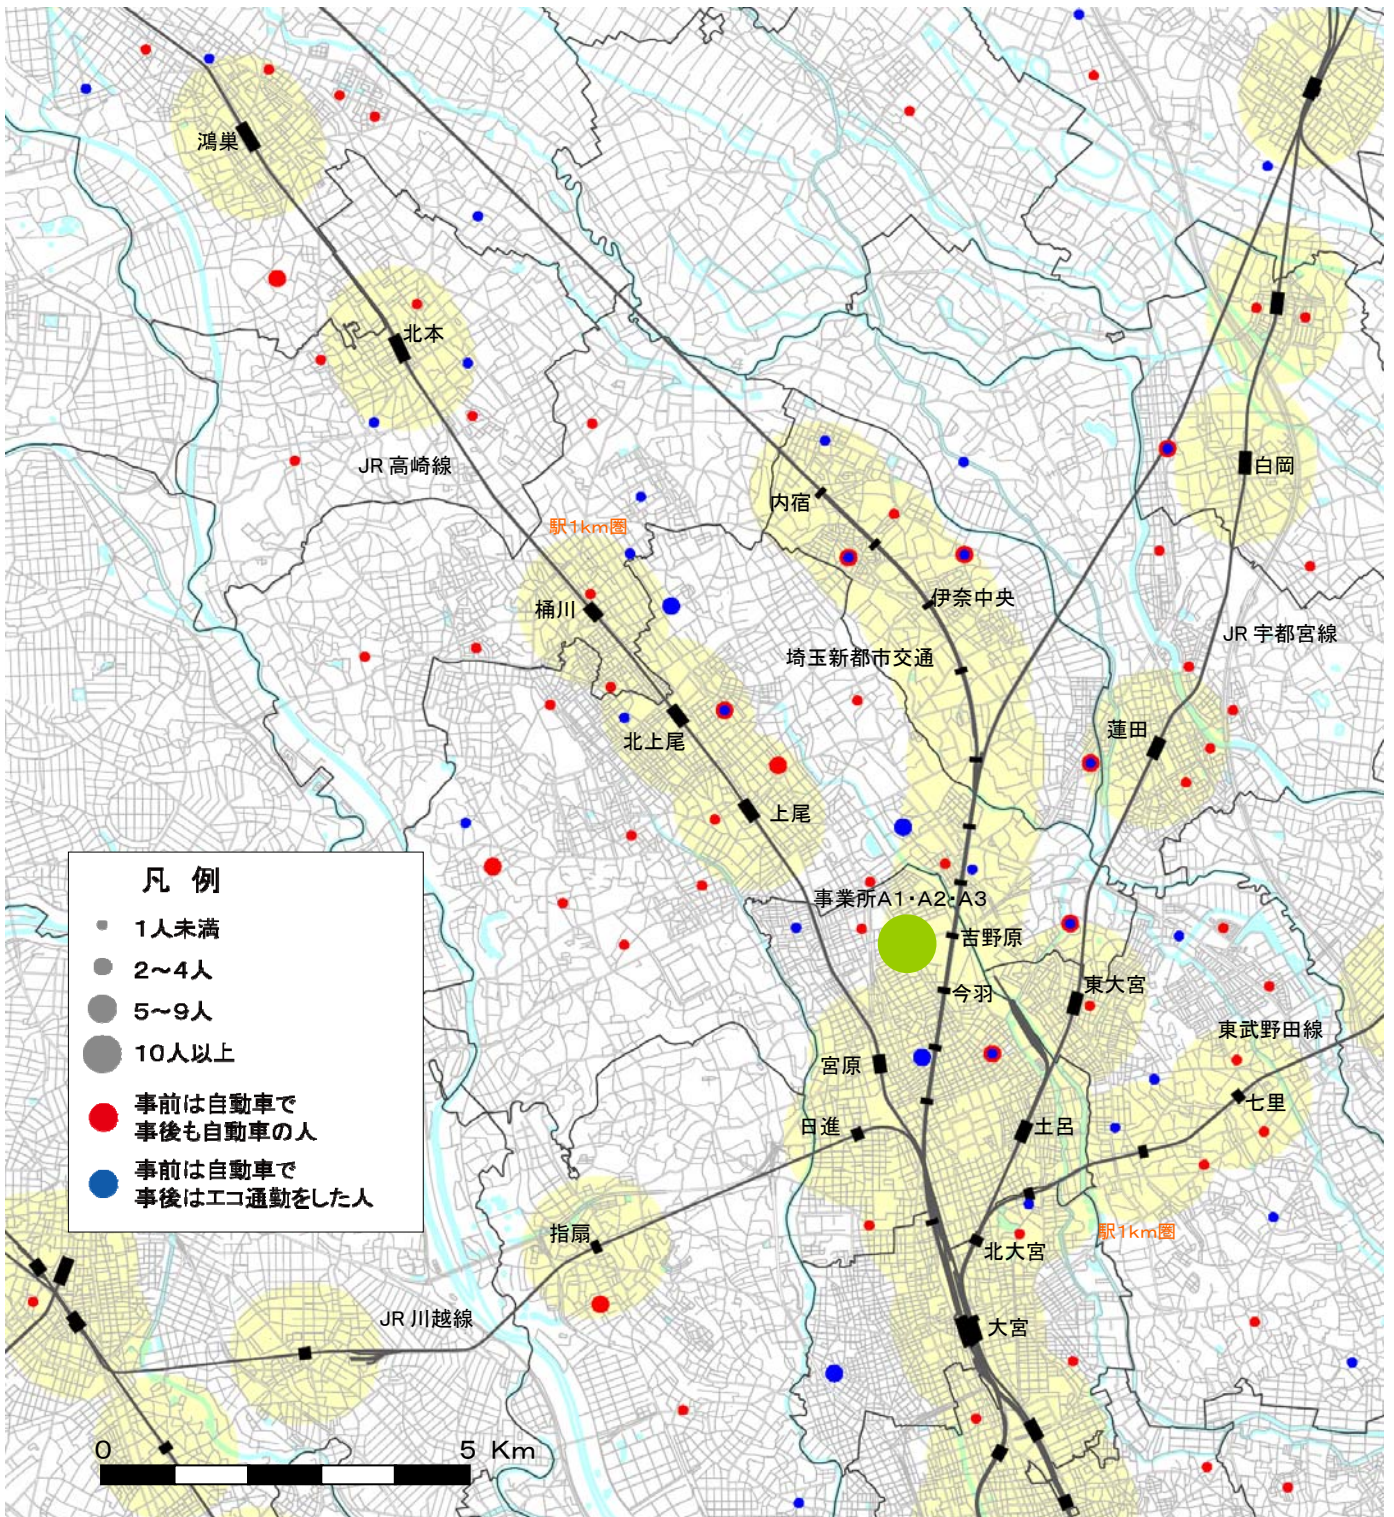 鴻巣
北本
JR 高崎線
内宿
白岡
駅1km圏
桶川
伊奈中央
JR 宇都宮線
埼玉新都市交通
蓮田
北上尾
上尾
凡 例
1人未満
2～4人
5～9人
10人以上
事前は自動車で
事後も自動車の人
事前は自動車で
事後はエコ通勤をした人
事業所A1・A2・A3
吉野原
今羽
東大宮
東武野田線
宮原
七里
日進
土呂
指扇
駅1km圏
北大宮
JR 川越線
大宮
0 5 Km